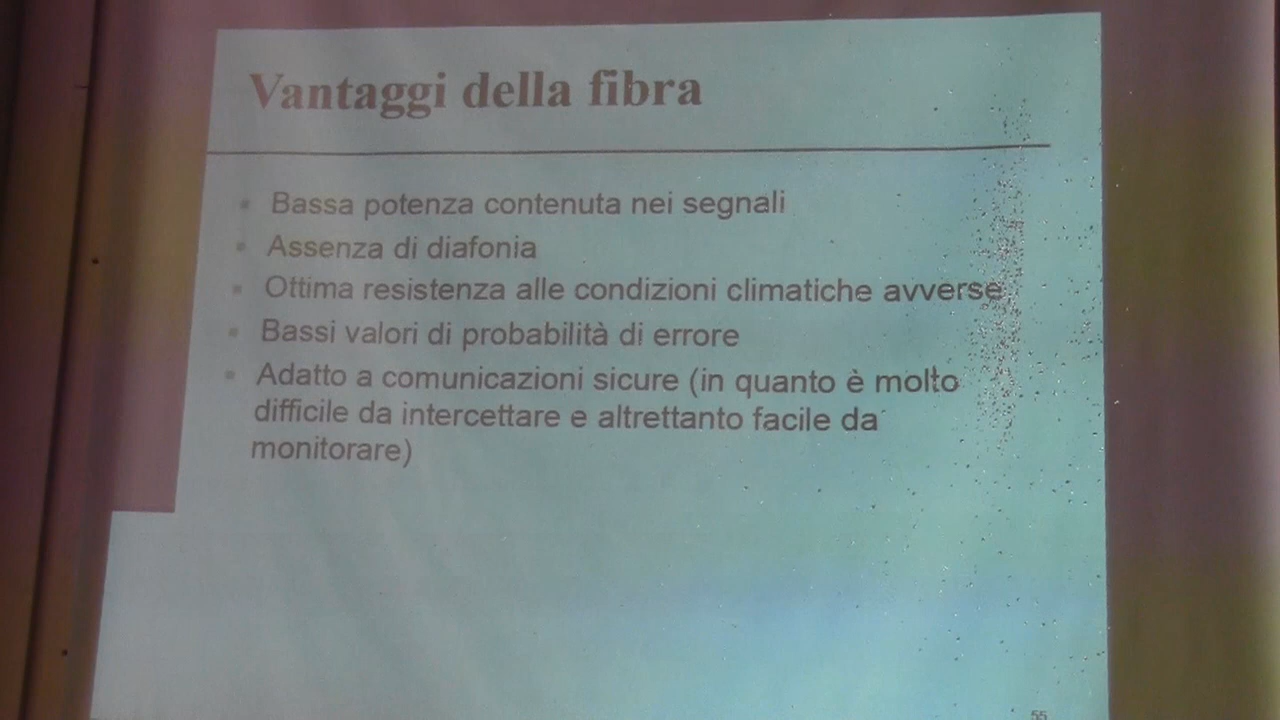 Vantaggi della fibra
Bassa potenza contenuta nei segnali
Assenza di diafonia
Ottima resistenza alle condizioni climatiche avverse
Bassi valori di probabilità di errore
Adatto a comunicazioni sicure (in quanto è molto
difficile da intercettare e altrettanto facile da
monitorare)
55